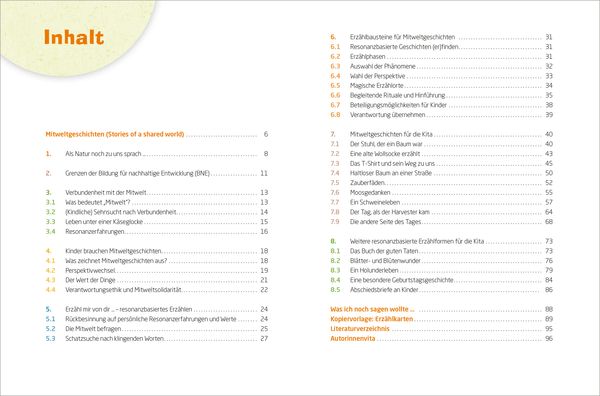 Inhalt
Mitweltgeschichten (Stories of a shared world) 6
1. Als Natur noch zu uns sprach ... 8
2. Grenzen der Bildung für nachhaltige Entwicklung (BNE) 11
3. Verbundenheit mit der Mitwelt 13
3.1 Was bedeutet „Mitwelt“? 13
3.2 (Kindliche) Sehnsucht nach Verbundenheit 14
3.3 Leben unter einer Käseglocke 15
3.4 Resonanzerfahrungen 16
4. Kinder brauchen Mitweltgeschichten 18
4.1 Was zeichnet Mitweltgeschichten aus? 18
4.2 Perspektivwechsel 19
4.3 Der Wert der Dinge 21
4.4 Verantwortungsethik und Mitweltsolidarität 22
5. Erzähl mir von dir ... – resonanzbasiertes Erzählen 24
5.1 Rückbesinnung auf persönliche Resonanzerfahrungen und Werte 24
5.2 Die Mitwelt befragen 25
5.3 Schatzsuche nach klingenden Worten 27
6. Erzählbausteine für Mitweltgeschichten 31
6.1 Resonanzbasierte Geschichten (er)finden 31
6.2 Erzählphasen 31
6.3 Auswahl der Phänomene 32
6.4 Wahl der Perspektive 33
6.5 Magische Erzählorte 34
6.6 Begleitende Rituale und Hinführung 35
6.7 Beteiligungsmöglichkeiten für Kinder 38
6.8 Verantwortung übernehmen 39
7. Mitweltgeschichten für die Kita 40
7.1 Der Stuhl, der ein Baum war 40
7.2 Eine alte Wollsocke erzählt 43
7.3 Das T-Shirt und sein Weg zu uns 45
7.4 Haltloser Baum an einer Straße 50
7.5 Zauberfäden 52
7.6 Moosgedanken 55
7.7 Ein Schweineleben 57
7.8 Der Tag, als der Harvester kam 64
7.9 Die andere Seite des Tages 68
8. Weitere resonanzbasierte Erzählformen für die Kita 73
8.1 Das Buch der guten Taten 73
8.2 Blätter- und Blütenwunder 76
8.3 Ein Holunderleben 79
8.4 Eine besondere Geburtstagsgeschichte 84
8.5 Abschiedsbriefe an Kinder 86
Was ich noch sagen wollte ... 88
Kopiervorlage: Erzählkarten 89
Literaturverzeichnis 95
Autorinnenvita 96